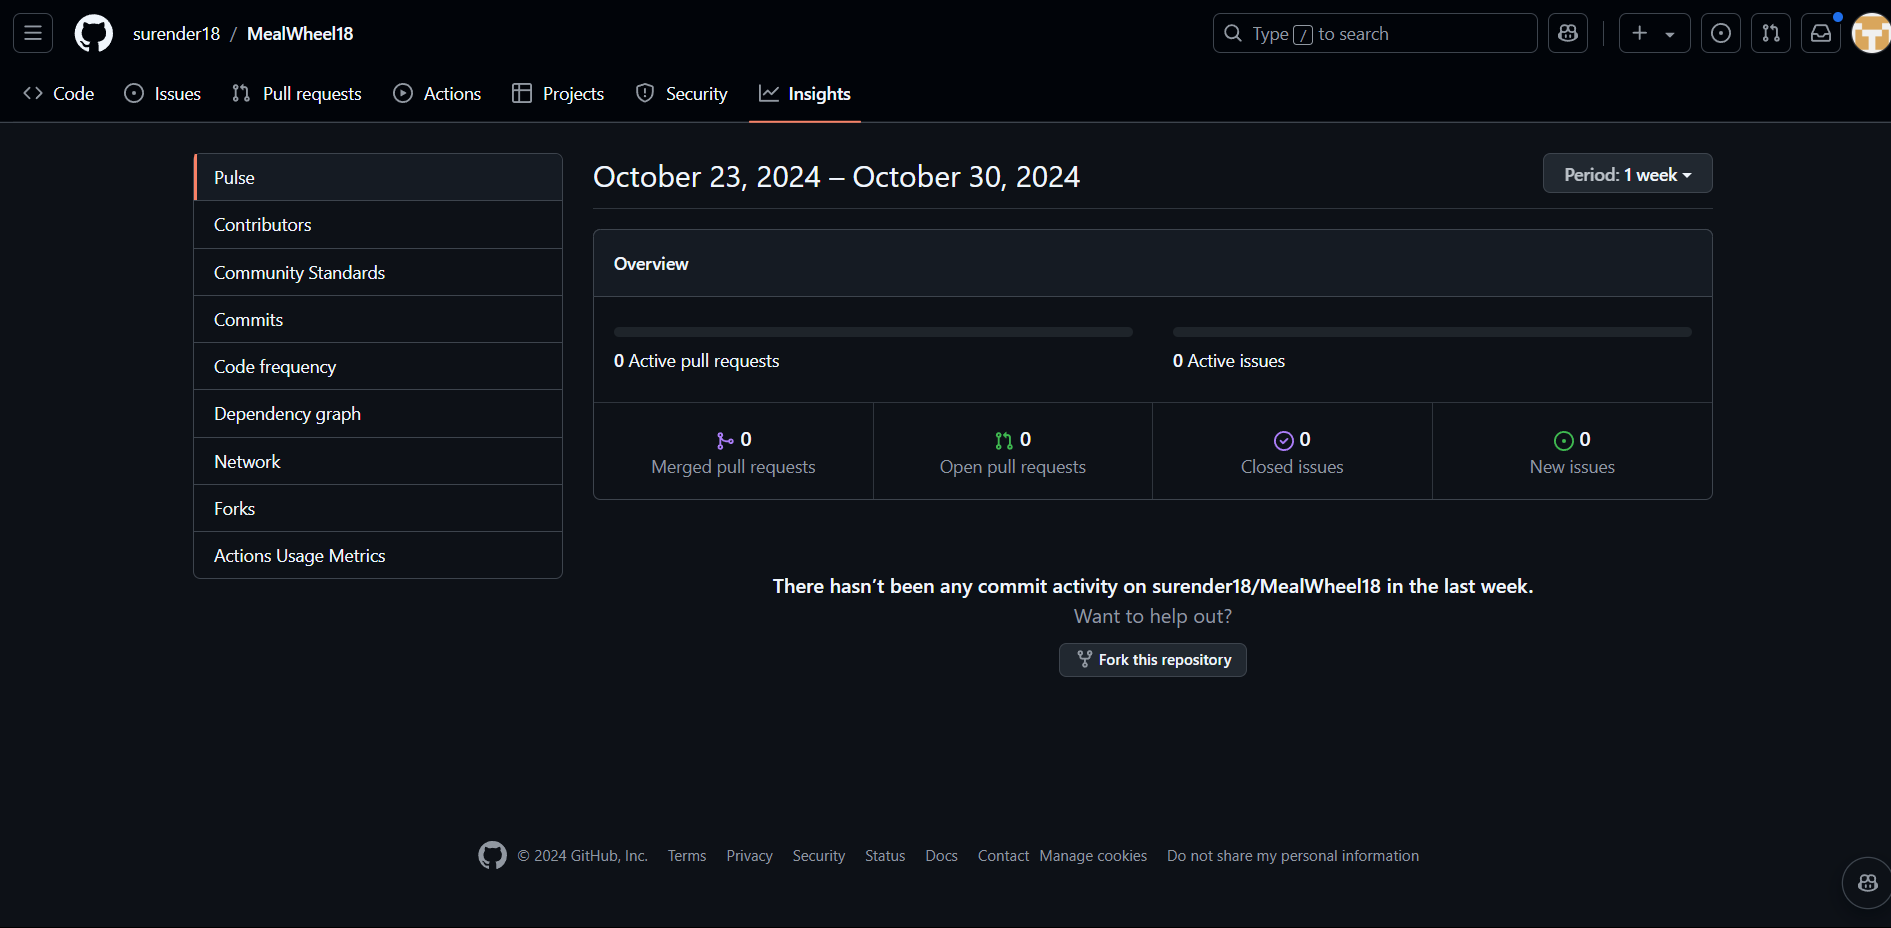 surender18 / MealWheel18
Type / to search
Code Issues Pull requests Actions Projects Security Insights
Pulse
Contributors
Community Standards
Commits
Code frequency
Dependency graph
Network
Forks
Actions Usage Metrics
October 23, 2024 – October 30, 2024
Period: 1 week
Overview
0 Active pull requests
0 Active issues
0
Merged pull requests
0
Open pull requests
0
Closed issues
0
New issues
There hasn’t been any commit activity on surender18/MealWheel18 in the last week.
Want to help out?
Fork this repository
© 2024 GitHub, Inc. Terms Privacy Security Status Docs Contact Manage cookies Do not share my personal information